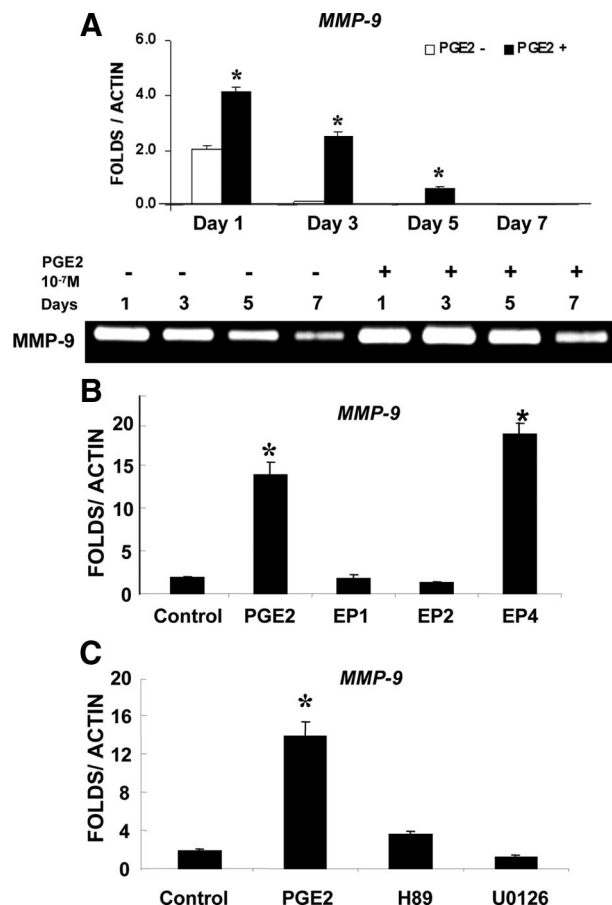 A
MMP-9
PGE2 - PGE2 +
FOLDS / ACTIN
6.0
4.0
2.0
0.0
* * *
Day 1 Day 3 Day 5 Day 7
PGE2 10⁻⁷M - - - - + + + +
Days 1 3 5 7 1 3 5 7
MMP-9
B
MMP-9
FOLDS/ ACTIN
20
15
10
5
0
* *
Control PGE2 EP1 EP2 EP4
C
MMP-9
FOLDS/ ACTIN
16
12
8
4
0
*
Control PGE2 H89 U0126